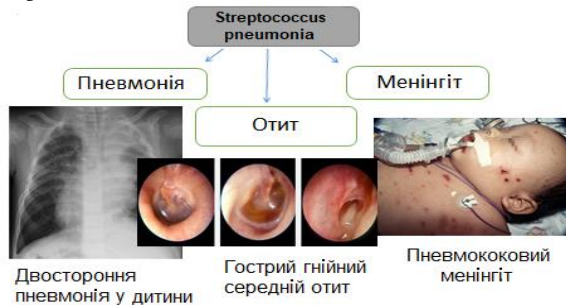 Streptococcus
pneumonia
Пневмонія
Менінгіт
Отит
Двостороння
пневмонія у дитини
Гострий гнійний
середній отит
Пневмококовий
менінгіт